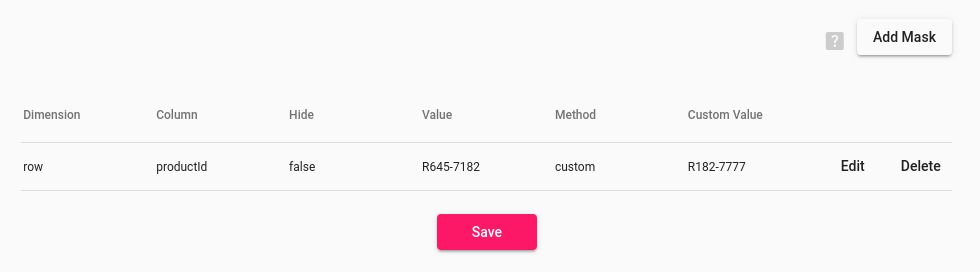 ? Add Mask
Dimension Column Hide Value Method Custom Value
row productId false R645-7182 custom R182-7777 Edit Delete
Save